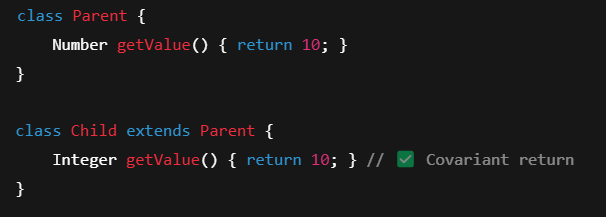 class Parent {
    Number getValue() { return 10; }
}

class Child extends Parent {
    Integer getValue() { return 10; } // ✅ Covariant return
}